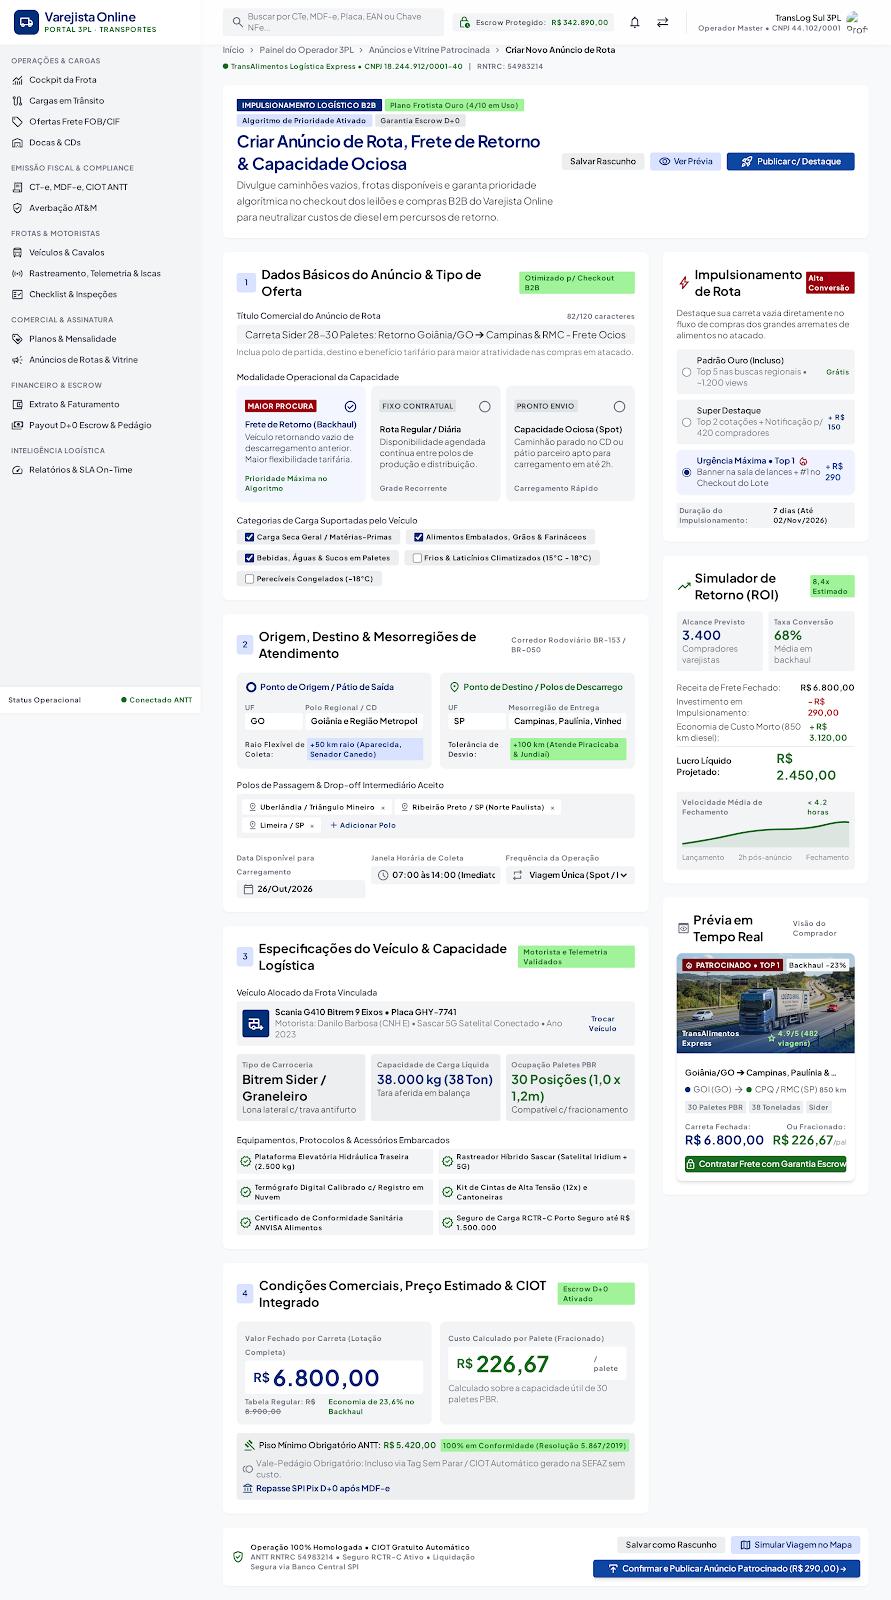 Varejista Online
PORTAL 3PL · TRANSPORTES
Buscar por CTe, MDF-e, Placa, EAN ou Chave
NFe...
Escrow Protegido: R$ 342.890,00
TransLog Sul 3PL
Operador Master • CNPJ 44.102/0001
OPERAÇÕES & CARGAS
Cockpit da Frota
Cargas em Trânsito
Ofertas Frete FOB/CIF
Docas & CDs
EMISSÃO FISCAL & COMPLIANCE
CT-e, MDF-e, CIOT ANTT
Averbação AT&M
FROTAS & MOTORISTAS
Veículos & Cavalos
Rastreamento, Telemetria & Iscas
Checklist & Inspeções
COMERCIAL & ASSINATURA
Planos & Mensalidade
Anúncios de Rotas & Vitrine
FINANCEIRO & ESCROW
Extrato & Faturamento
Payout D+0 Escrow & Pedágio
INTELIGÊNCIA LOGÍSTICA
Relatórios & SLA On-Time
Status Operacional
Conectado ANTT
Início > Painel do Operador 3PL > Anúncios e Vitrine Patrocinada > Criar Novo Anúncio de Rota
TransAlimentos Logística Express • CNPJ 18.244.912/0001-40 | RNTRC: 54983214
IMPULSIONAMENTO LOGÍSTICO B2B
Plano Frotista Ouro (4/10 em Uso)
Algoritmo de Prioridade Ativado
Garantia Escrow D+0
Criar Anúncio de Rota, Frete de Retorno
& Capacidade Ociosa
Divulgue caminhões vazios, frotas disponíveis e garanta prioridade
algorítmica no checkout dos leilões e compras B2B do Varejista Online
para neutralizar custos de diesel em percursos de retorno.
Salvar Rascunho
Ver Prévia
Publicar c/ Destaque
1
Dados Básicos do Anúncio & Tipo de
Oferta
Otimizado p/ Checkout
B2B
Título Comercial do Anúncio de Rota
82/120 caracteres
Carreta Sider 28-30 Paletes: Retorno Goiânia/GO → Campinas & RMC - Frete Ocios
Inclua polo de partida, destino e benefício tarifário para maior atratividade nas compras em atacado.
Modalidade Operacional da Capacidade
MAIOR PROCURA
Frete de Retorno (Backhaul)
Veículo retornando vazio de
descarregamento anterior.
Maior flexibilidade tarifária.
Prioridade Máxima no
Algoritmo
FIXO CONTRATUAL
Rota Regular / Diária
Disponibilidade agendada
contínua entre polos de
produção e distribuição.
Grade Recorrente
PRONTO ENVIO
Capacidade Ociosa (Spot)
Caminhão parado no CD ou
pátio parceiro apto para
carregamento em até 2h.
Carregamento Rápido
Categorias de Carga Suportadas pelo Veículo
Carga Seca Geral / Matérias-Primas
Alimentos Embalados, Grãos & Farináceos
Bebidas, Águas & Sucos em Paletes
Frios & Laticínios Climatizados (15°C - 18°C)
Perecíveis Congelados (-18°C)
2
Origem, Destino & Mesorregiões de
Atendimento
Corredor Rodoviário BR-153 /
BR-050
Ponto de Origem / Pátio de Saída
UF
Polo Regional / CD
GO
Goiânia e Região Metropol
Raio Flexível de
Coleta:
+50 km raio (Aparecida,
Senador Canedo)
Ponto de Destino / Polos de Descarrego
UF
Mesorregião de Entrega
SP
Campinas, Paulínia, Vinhed
Tolerância de
Desvio:
+100 km (Atende Piracicaba
& Jundiaí)
Polos de Passagem & Drop-off Intermediário Aceito
Uberlândia / Triângulo Mineiro ×
Ribeirão Preto / SP (Norte Paulista) ×
Limeira / SP ×
+ Adicionar Polo
Data Disponível para
Carregamento
26/Out/2026
Janela Horária de Coleta
07:00 às 14:00 (Imediato
Frequência da Operação
Viagem Única (Spot / I
3
Especificações do Veículo & Capacidade
Logística
Motorista e Telemetria
Validados
Veículo Alocado da Frota Vinculada
Scania G410 Bitrem 9 Eixos • Placa GHY-7741
Motorista: Danilo Barbosa (CNH E) • Sascar 5G Satelital Conectado • Ano
2023
Trocar
Veículo
Tipo de Carroceria
Bitrem Sider /
Graneleiro
Lona lateral c/ trava antifurto
Capacidade de Carga Líquida
38.000 kg (38 Ton)
Tara aferida em balança
Ocupação Paletes PBR
30 Posições (1,0 x
1,2m)
Compatível c/ fracionamento
Equipamentos, Protocolos & Acessórios Embarcados
Plataforma Elevatória Hidráulica Traseira
(2.500 kg)
Rastreador Híbrido Sascar (Satelital Iridium +
5G)
Termógrafo Digital Calibrado c/ Registro em
Nuvem
Kit de Cintas de Alta Tensão (12x) e
Cantoneiras
Certificado de Conformidade Sanitária
ANVISA Alimentos
Seguro de Carga RCTR-C Porto Seguro até R$
1.500.000
4
Condições Comerciais, Preço Estimado & CIOT
Integrado
Escrow D+0
Ativado
Valor Fechado por Carreta (Lotação
Completa)
R$ 6.800,00
Tabela Regular: R$
8.900,00
Economia de 23,6% no
Backhaul
Custo Calculado por Palete (Fracionado)
R$ 226,67
/
palete
Calculado sobre a capacidade útil de 30
paletes PBR.
Piso Mínimo Obrigatório ANTT: R$ 5.420,00
100% em Conformidade (Resolução 5.867/2019)
Vale-Pedágio Obrigatório: Incluso via Tag Sem Parar / CIOT Automático gerado na SEFAZ sem
custo.
Repasse SPI Pix D+0 após MDF-e
Impulsionamento
de Rota
Alta
Conversão
Destaque sua carreta vazia diretamente no
fluxo de compras dos grandes arremates de
alimentos no atacado.
Padrão Ouro (Incluso)
Top 5 nas buscas regionais •
~1.200 views
Grátis
Super Destaque
Top 2 cotações + Notificação p/
420 compradores
+ R$
150
Urgência Máxima • Top 1
Banner na sala de lances + #1 no
Checkout do Lote
+ R$
290
Duração do
Impulsionamento:
7 dias (Até
02/Nov/2026)
Simulador de
Retorno (ROI)
8,4x
Estimado
Alcance Previsto
3.400
Compradores
varejistas
Taxa Conversão
68%
Média em
backhaul
Receita de Frete Fechado:
R$ 6.800,00
Investimento em
Impulsionamento:
- R$
290,00
Economia de Custo Morto (850
km diesel):
+ R$
3.120,00
Lucro Líquido
Projetado:
R$
2.450,00
Velocidade Média de
Fechamento
< 4.2
horas
Lançamento
2h pós-anúncio
Fechamento
Prévia em
Tempo Real
Visão do
Comprador
PATROCINADO • TOP 1
Backhaul -23%
TransAlimentos
Express
4.9/5 (482
viagens)
Goiânia/GO → Campinas, Paulínia & ...
GOI (GO) → CPQ / RMC (SP) 850 km
30 Paletes PBR
38 Toneladas
Sider
Carreta Fechada:
R$ 6.800,00
Ou Fracionado:
R$ 226,67/pal
Contratar Frete com Garantia Escrow
Operação 100% Homologada • CIOT Gratuito Automático
ANTT RNTRC 54983214 • Seguro RCTR-C Ativo • Liquidação
Segura via Banco Central SPI
Salvar como Rascunho
Simular Viagem no Mapa
Confirmar e Publicar Anúncio Patrocinado (R$ 290,00) →